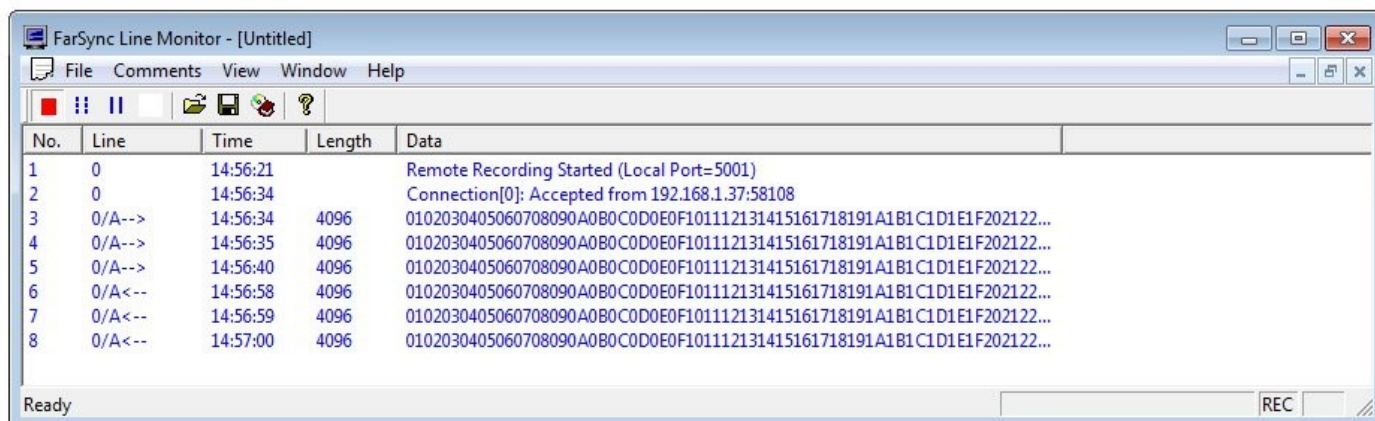 FarSync Line Monitor - [Untitled]
File Comments View Window Help
No. Line Time Length Data
1 0 14:56:21 Remote Recording Started (Local Port=5001)
2 0 14:56:34 Connection[0]: Accepted from 192.168.1.37:58108
3 0/A--> 14:56:34 4096 0102030405060708090A0B0C0D0E0F101112131415161718191A1B1C1D1E1F202122...
4 0/A--> 14:56:35 4096 0102030405060708090A0B0C0D0E0F101112131415161718191A1B1C1D1E1F202122...
5 0/A--> 14:56:40 4096 0102030405060708090A0B0C0D0E0F101112131415161718191A1B1C1D1E1F202122...
6 0/A<-- 14:56:58 4096 0102030405060708090A0B0C0D0E0F101112131415161718191A1B1C1D1E1F202122...
7 0/A<-- 14:56:59 4096 0102030405060708090A0B0C0D0E0F101112131415161718191A1B1C1D1E1F202122...
8 0/A<-- 14:57:00 4096 0102030405060708090A0B0C0D0E0F101112131415161718191A1B1C1D1E1F202122...
Ready REC